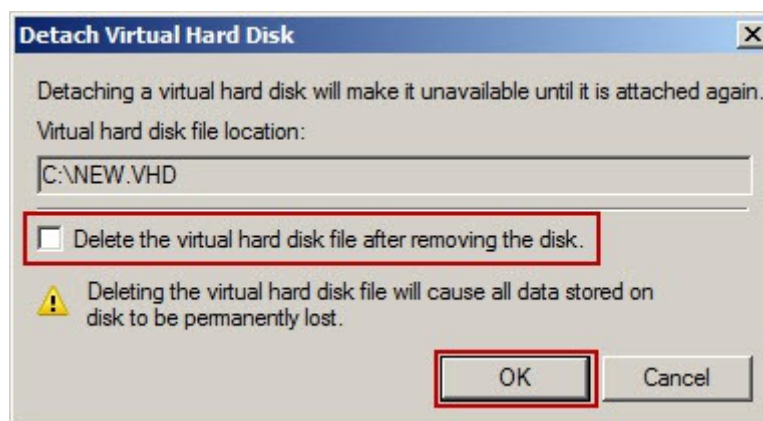 Detach Virtual Hard Disk
Detaching a virtual hard disk will make it unavailable until it is attached again.
Virtual hard disk file location:
C:\NEW.VHD
Delete the virtual hard disk file after removing the disk.
Deleting the virtual hard disk file will cause all data stored on
disk to be permanently lost.
OK Cancel